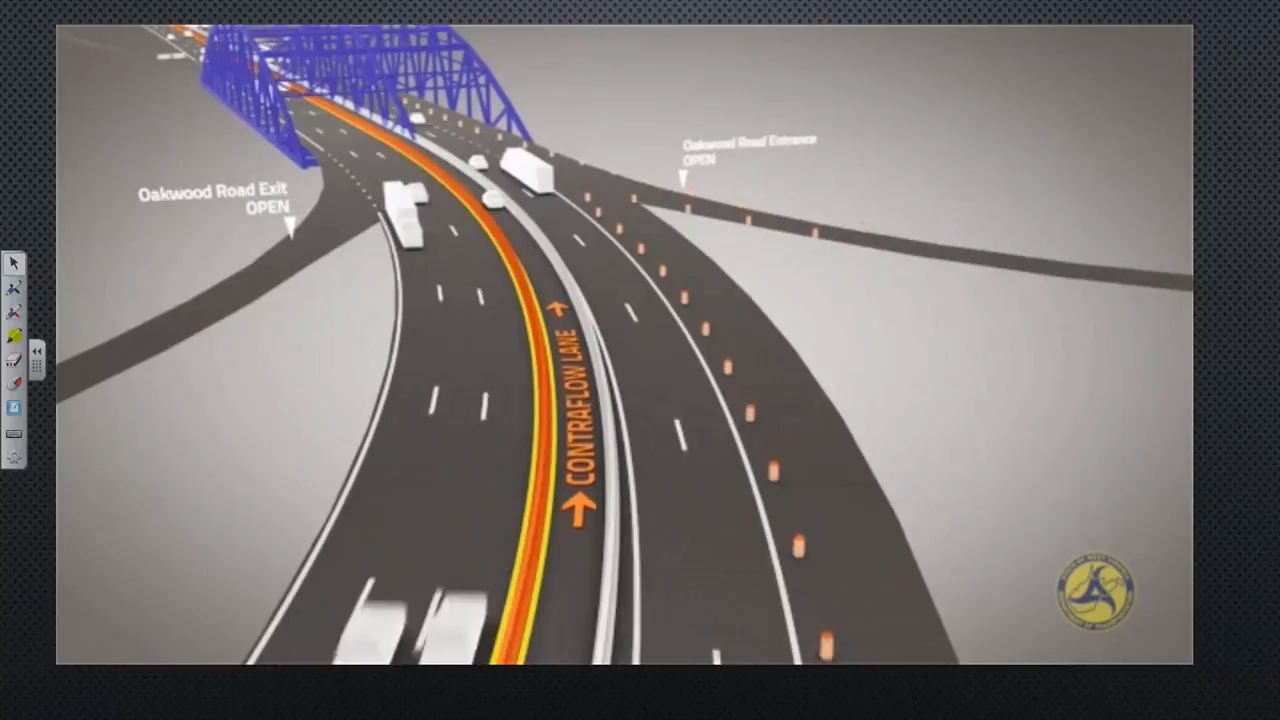 Oakwood Road Entrance
OPEN
Oakwood Road Exit
OPEN
CONTRAFLOW LANE